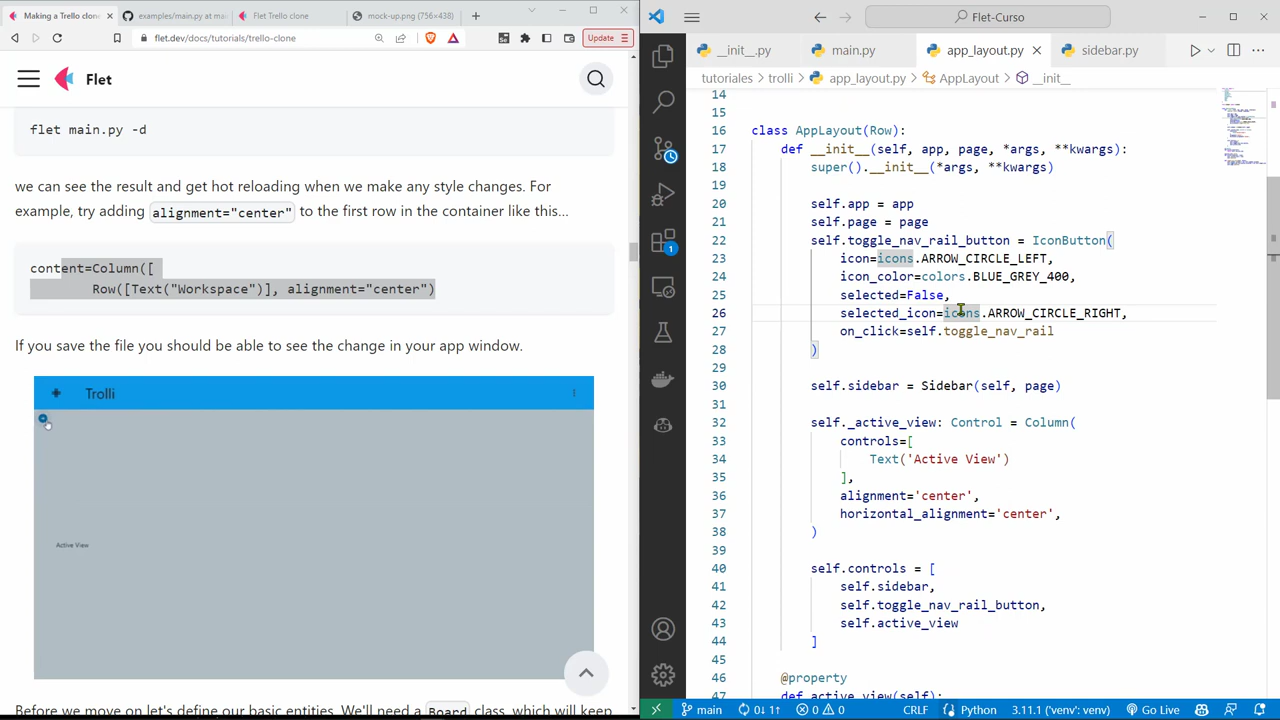 Making a Trello clone
examples/main.py at ma
Flet Trello clone
mock-up.png (756×438)
flet.dev/docs/tutorials/trello-clone
Update
Flet
flet main.py -d
we can see the result and get hot reloading when we make any style changes. For
example, try adding alignment="center" to the first row in the container like this…
content=Column([
Row([Text("Workspace")], alignment="center")
If you save the file you should be able to see the change in your app window.
Trolli
Active View
Before we move on let's define our basic entities. We'll need a Board class, which will keep
Flet-Curso
__init__.py
main.py
app_layout.py
sidebar.py
tutoriales > trolli > app_layout.py > AppLayout > __init__
14
15
16 class AppLayout(Row):
17 def __init__(self, app, page, *args, **kwargs):
18 super().__init__(*args, **kwargs)
19
20 self.app = app
21 self.page = page
22 self.toggle_nav_rail_button = IconButton(
23 icon=icons.ARROW_CIRCLE_LEFT,
24 icon_color=colors.BLUE_GREY_400,
25 selected=False,
26 selected_icon=icons.ARROW_CIRCLE_RIGHT,
27 on_click=self.toggle_nav_rail
28 )
29
30 self.sidebar = Sidebar(self, page)
31
32 self._active_view: Control = Column(
33 controls=[
34 Text('Active View')
35 ],
36 alignment='center',
37 horizontal_alignment='center',
38 )
39
40 self.controls = [
41 self.sidebar,
42 self.toggle_nav_rail_button,
43 self.active_view
44 ]
45
46 @property
47 def active_view(self):
1
main 0↓ 1↑ 0 0 CRLF Python 3.11.1 ('venv': venv) Go Live